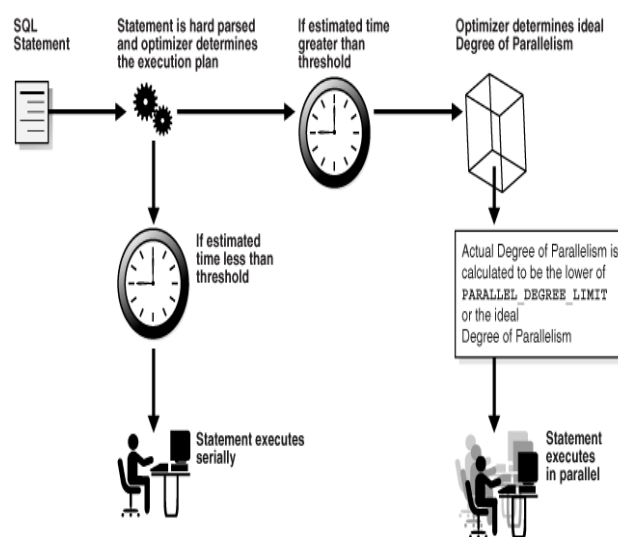 SQL
Statement
Statement is hard parsed
and optimizer determines
the execution plan
If estimated time
greater than
threshold
Optimizer determines ideal
Degree of Parallelism
If estimated
time less than
threshold
Actual Degree of Parallelism is
calculated to be the lower of
PARALLEL_DEGREE_LIMIT
or the ideal
Degree of Parallelism
Statement executes
serially
Statement
executes
in parallel